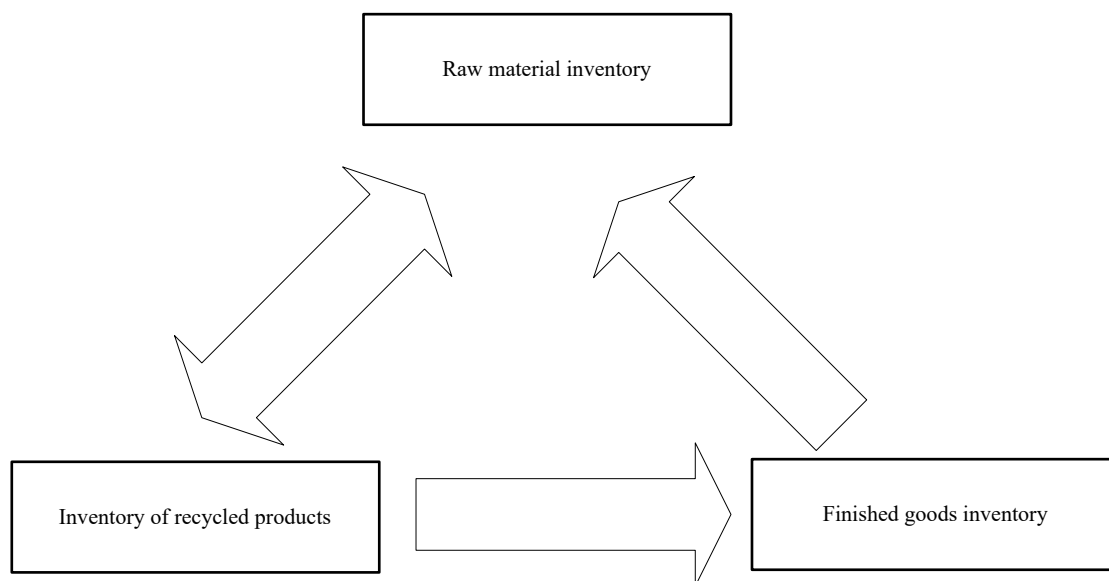 Raw material inventory
Inventory of recycled products
Finished goods inventory